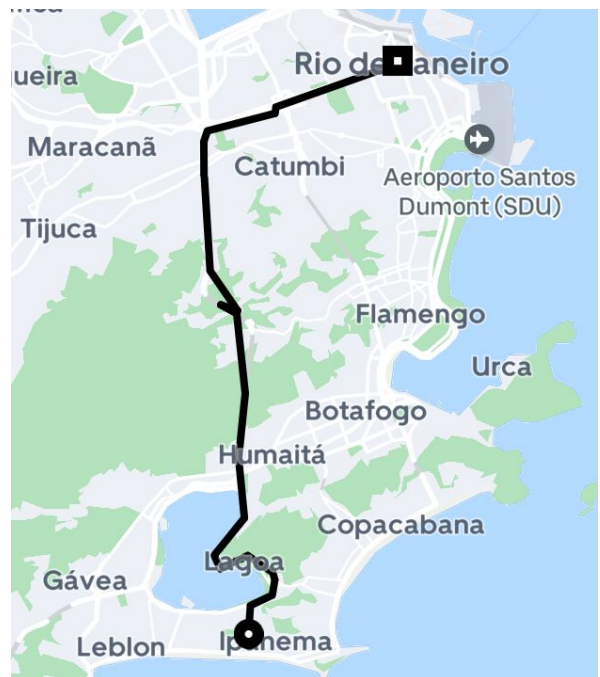 Rio de Janeiro
ueira
Maracanã
Catumbi
Aeroporto Santos
Dumont (SDU)
Tijuca
Flamengo
Urca
Botafogo
Humaitá
Copacabana
Lagoa
Gávea
Ipanema
Leblon